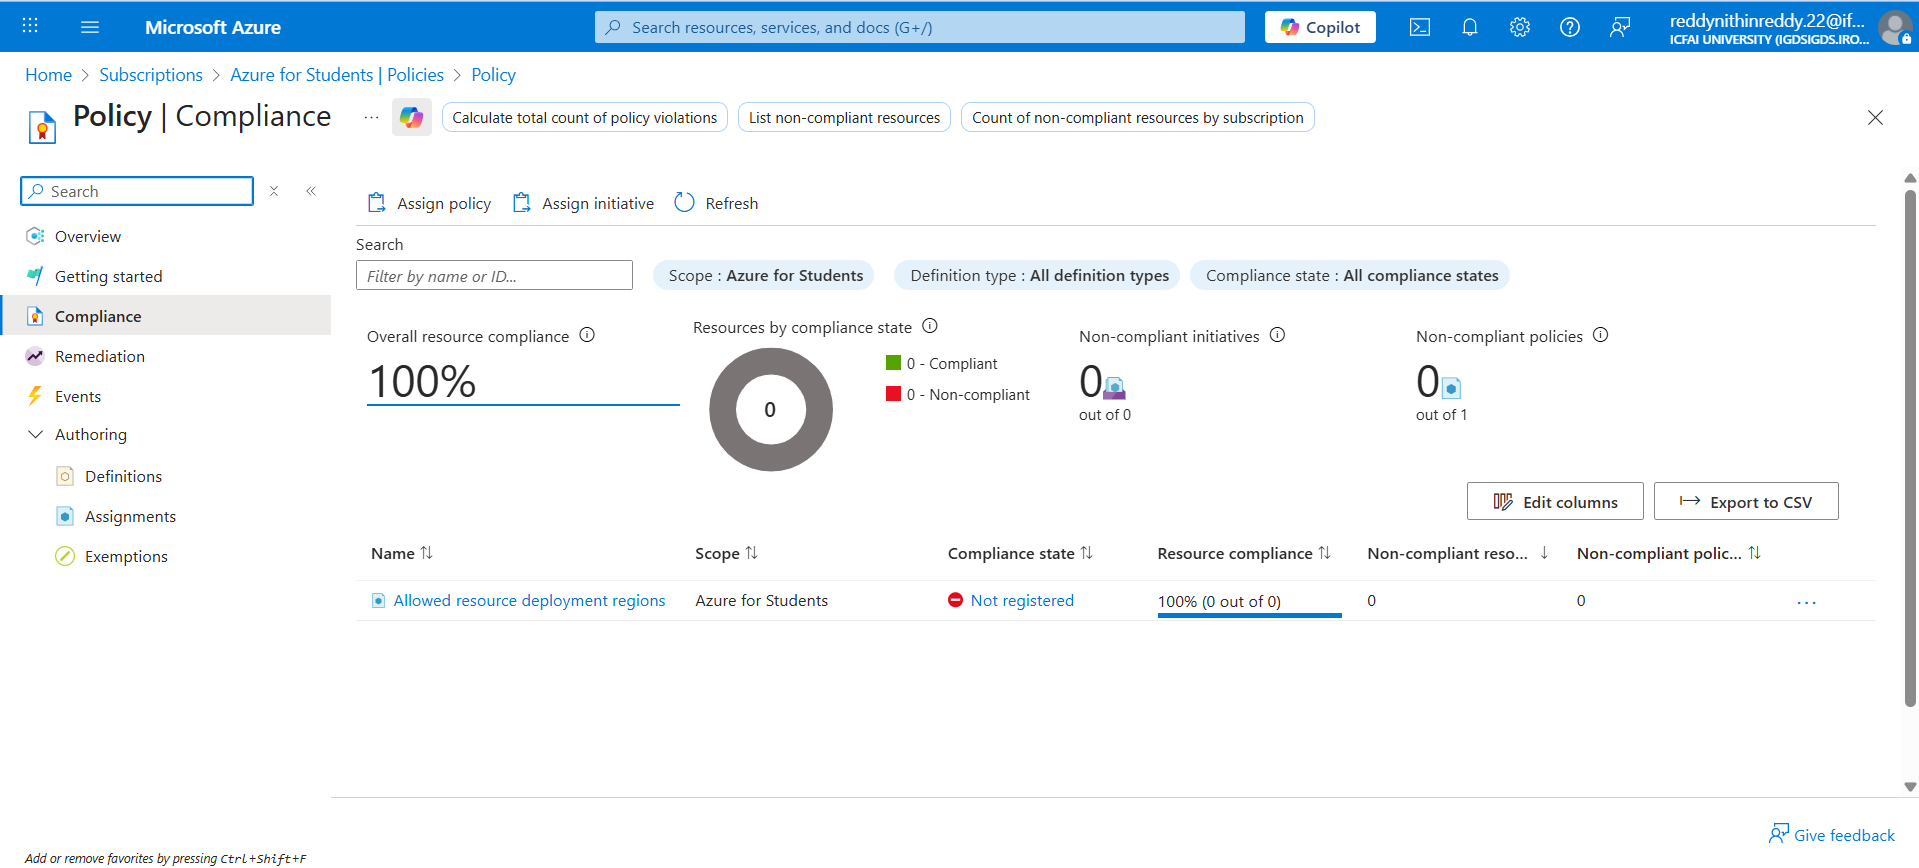 Microsoft Azure
Search resources, services, and docs (G+/)
Copilot
reddynithinreddy.22@if...
ICFAI UNIVERSITY (IGDSIGDS.IRO...
Home > Subscriptions > Azure for Students | Policies > Policy
Policy | Compliance
...
Calculate total count of policy violations
List non-compliant resources
Count of non-compliant resources by subscription
Search
Overview
Getting started
Compliance
Remediation
Events
Authoring
Definitions
Assignments
Exemptions
Assign policy
Assign initiative
Refresh
Search
Filter by name or ID...
Scope : Azure for Students
Definition type : All definition types
Compliance state : All compliance states
Overall resource compliance
100%
Resources by compliance state
0
0 - Compliant
0 - Non-compliant
Non-compliant initiatives
0
out of 0
Non-compliant policies
0
out of 1
Edit columns
Export to CSV
Name Scope Compliance state Resource compliance Non-compliant reso... Non-compliant polic...
Allowed resource deployment regions Azure for Students Not registered 100% (0 out of 0) 0 0 ...
Give feedback
Add or remove favorites by pressing Ctrl+Shift+F